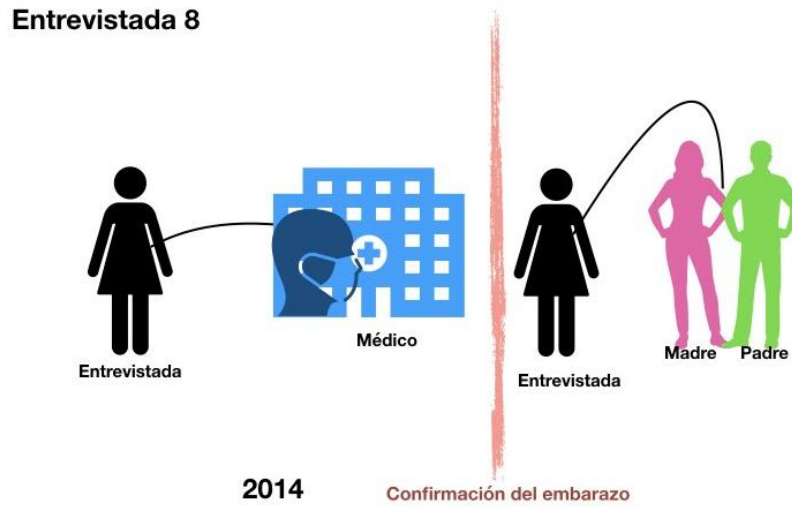 Entrevistada 8
Entrevistada
Médico
Entrevistada
Madre
Padre
2014
Confirmación del embarazo